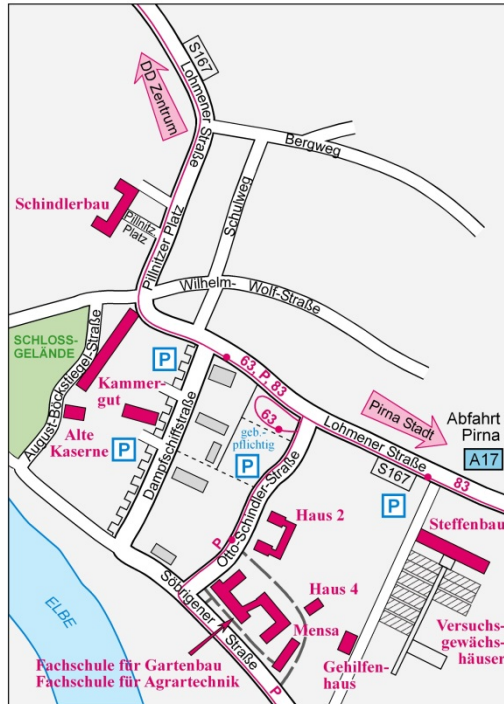 S167
Lohmener Straße
DD Zentrum
Bergweg
Schulweg
Schindlerbau
Pillnitz.
Platz
Pillnitzer Platz
Wilhelm-
Wolf-Straße
SCHLOSS-
GELÄNDE
August-Böckstiegel-Straße
P
63, P, 83
Kammer-
gut
63
Pirna Stadt
Abfahrt
Pirna
A17
Alte
Kaserne
P
Dampfschiffstraße
geb.-
pflichtig
P
Lohmener Straße
S167
83
P
Otto-Schindler-Straße
P
Haus 2
Steffenbau
Söbrigener Straße
Haus 4
Mensa
ELBE
Versuchs-
gewächs-
häuser
Gehilfen-
haus
Fachschule für Gartenbau
Fachschule für Agrartechnik
P